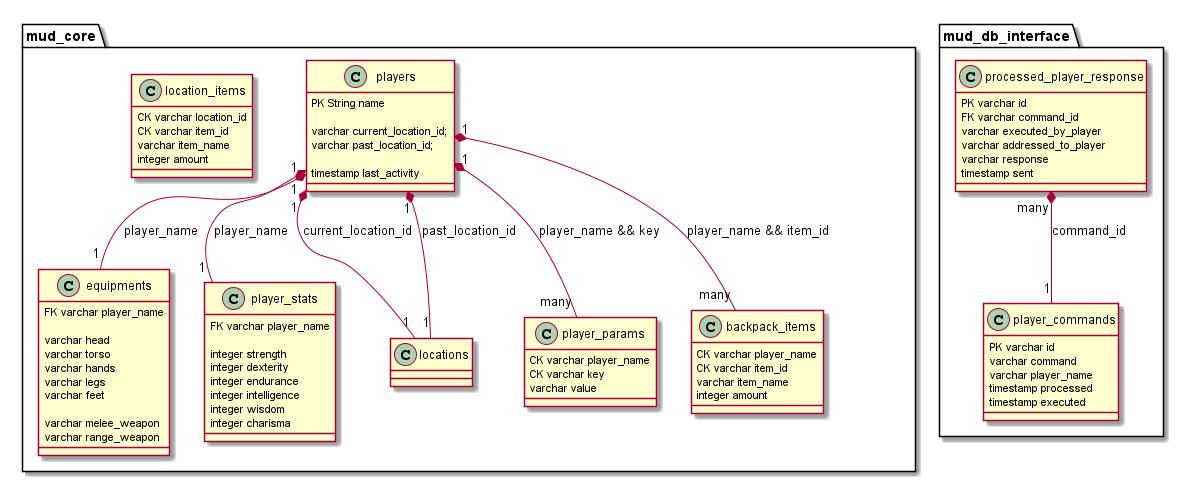 mud_core
mud_db_interface
C location_items
CK varchar location_id
CK varchar item_id
varchar item_name
integer amount
C players
PK String name
varchar current_location_id;
varchar past_location_id;
timestamp last_activity
C processed_player_response
PK varchar id
FK varchar command_id
varchar executed_by_player
varchar addressed_to_player
varchar response
timestamp sent
1
1
1
1
1
1
many
player_name
player_name
current_location_id
past_location_id
player_name && key
player_name && item_id
command_id
1
1
1
1
many
many
1
C equipments
FK varchar player_name
varchar head
varchar torso
varchar hands
varchar legs
varchar feet
varchar melee_weapon
varchar range_weapon
C player_stats
FK varchar player_name
integer strength
integer dexterity
integer endurance
integer intelligence
integer wisdom
integer charisma
C locations
C player_params
CK varchar player_name
CK varchar key
varchar value
C backpack_items
CK varchar player_name
CK varchar item_id
varchar item_name
integer amount
C player_commands
PK varchar id
varchar command
varchar player_name
timestamp processed
timestamp executed